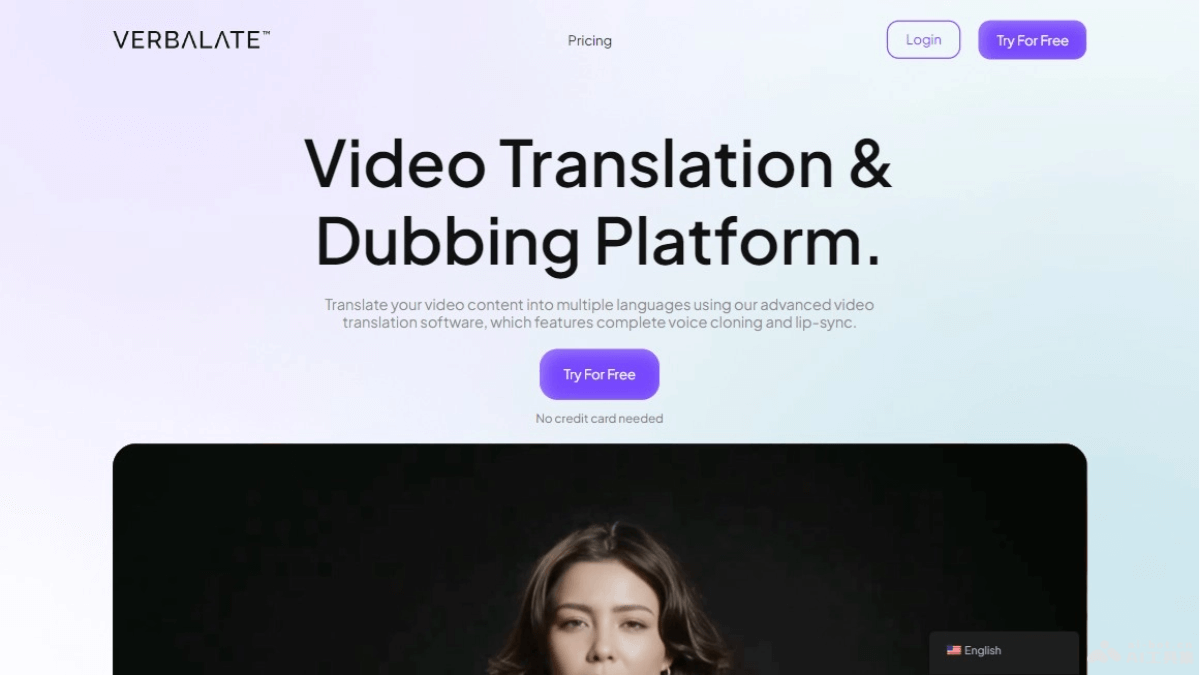 VERBALATE™
Pricing
Login
Try For Free
Video Translation &
Dubbing Platform.
Translate your video content into multiple languages using our advanced video
translation software, which features complete voice cloning and lip-sync.
Try For Free
No credit card needed
English